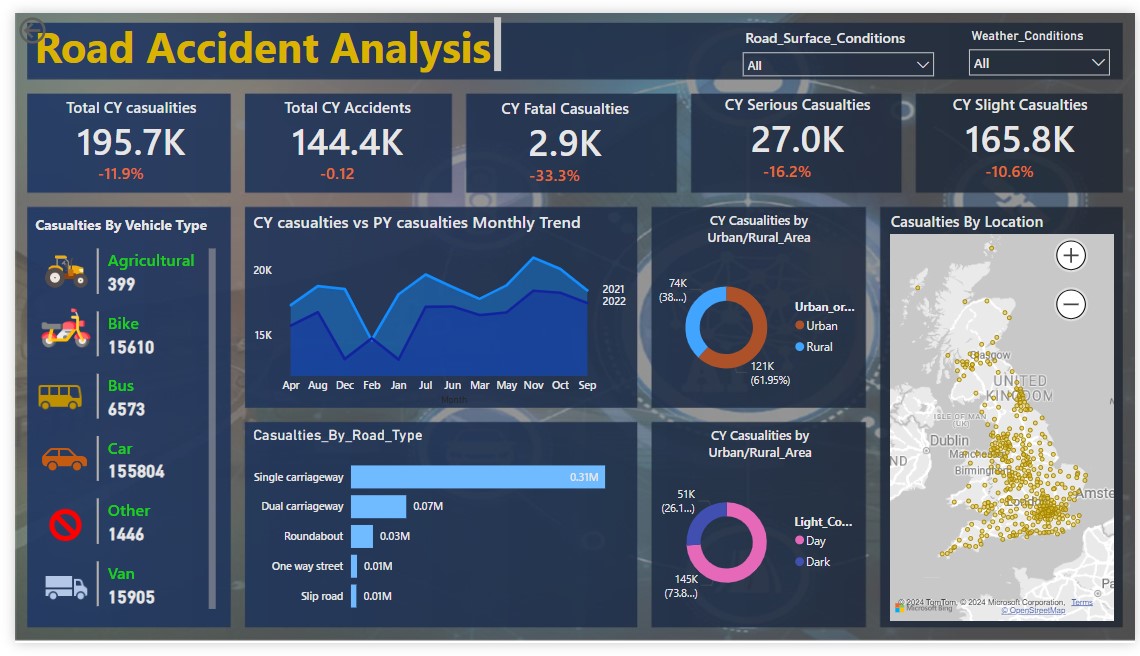 Road Accident Analysis
Road_Surface_Conditions
All
Weather_Conditions
All
Total CY casualities
195.7K
-11.9%
Total CY Accidents
144.4K
-0.12
CY Fatal Casualties
2.9K
-33.3%
CY Serious Casualties
27.0K
-16.2%
CY Slight Casualties
165.8K
-10.6%
Casualties By Vehicle Type
Agricultural
399
Bike
15610
Bus
6573
Car
155804
Other
1446
Van
15905
CY casualties vs PY casualties Monthly Trend
20K
15K
2021
2022
Apr Aug Dec Feb Jan Jul Jun Mar May Nov Oct Sep
Month
CY Casualities by
Urban/Rural_Area
74K
(38....)
121K
(61.95%)
Urban_or...
Urban
Rural
Casualties_By_Road_Type
Single carriageway 0.31M
Dual carriageway 0.07M
Roundabout 0.03M
One way street 0.01M
Slip road 0.01M
CY Casualities by
Urban/Rural_Area
51K
(26.1...)
145K
(73.8...)
Light_Co...
Day
Dark
Casualties By Location
Glasgow
UNITED
KINGDOM
ISLE OF MAN
(UK)
Dublin
Birmingham
ND
London
Amste
Pa
© 2024 TomTom, © 2024 Microsoft Corporation, Terms
Microsoft Bing
© OpenStreetMap